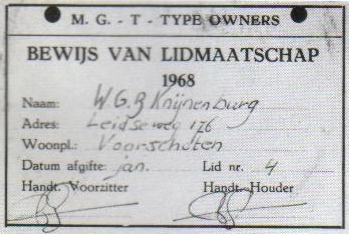 M. G. - T - TYPE OWNERS
BEWIJS VAN LIDMAATSCHAP
1968
Naam: W.G.B Knijnenburg
Adres: Leidseweg 176
Woonpl.: Voorschoten
Datum afgifte: jan. Lid nr. 4
Handt. Voorzitter Handt. Houder